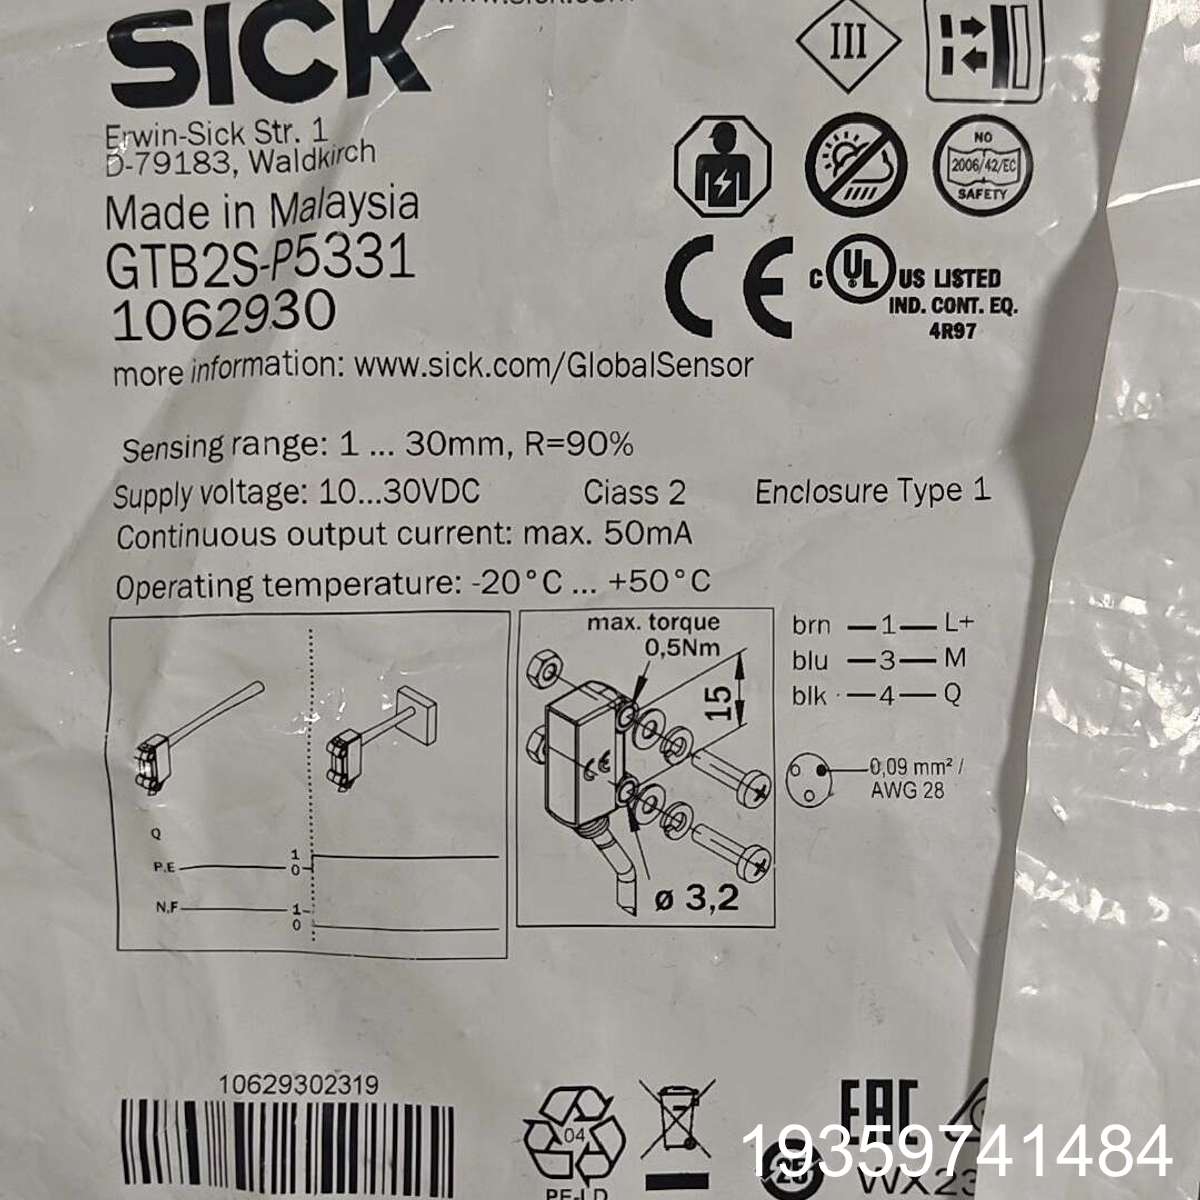 SICK
Erwin-Sick Str. 1
D-79183, Waldkirch
Made in Malaysia
GTB2S-P5331
1062930
more information: www.sick.com/GlobalSensor
III
NO
2006/42/EC
SAFETY
CE
C UL US LISTED
IND. CONT. EQ.
4R97
Sensing range: 1 ... 30mm, R=90%
Supply voltage: 10...30VDC Class 2 Enclosure Type 1
Continuous output current: max. 50mA
Operating temperature: -20°C ... +50°C
Q
P.E 1
0
N.F 1
0
max. torque
0,5Nm
15
CE
ø 3,2
brn 1 L+
blu 3 M
blk 4 Q
0,09 mm² /
AWG 28
10629302319
04
PE-LD
EAC
25
WX23
19359741484